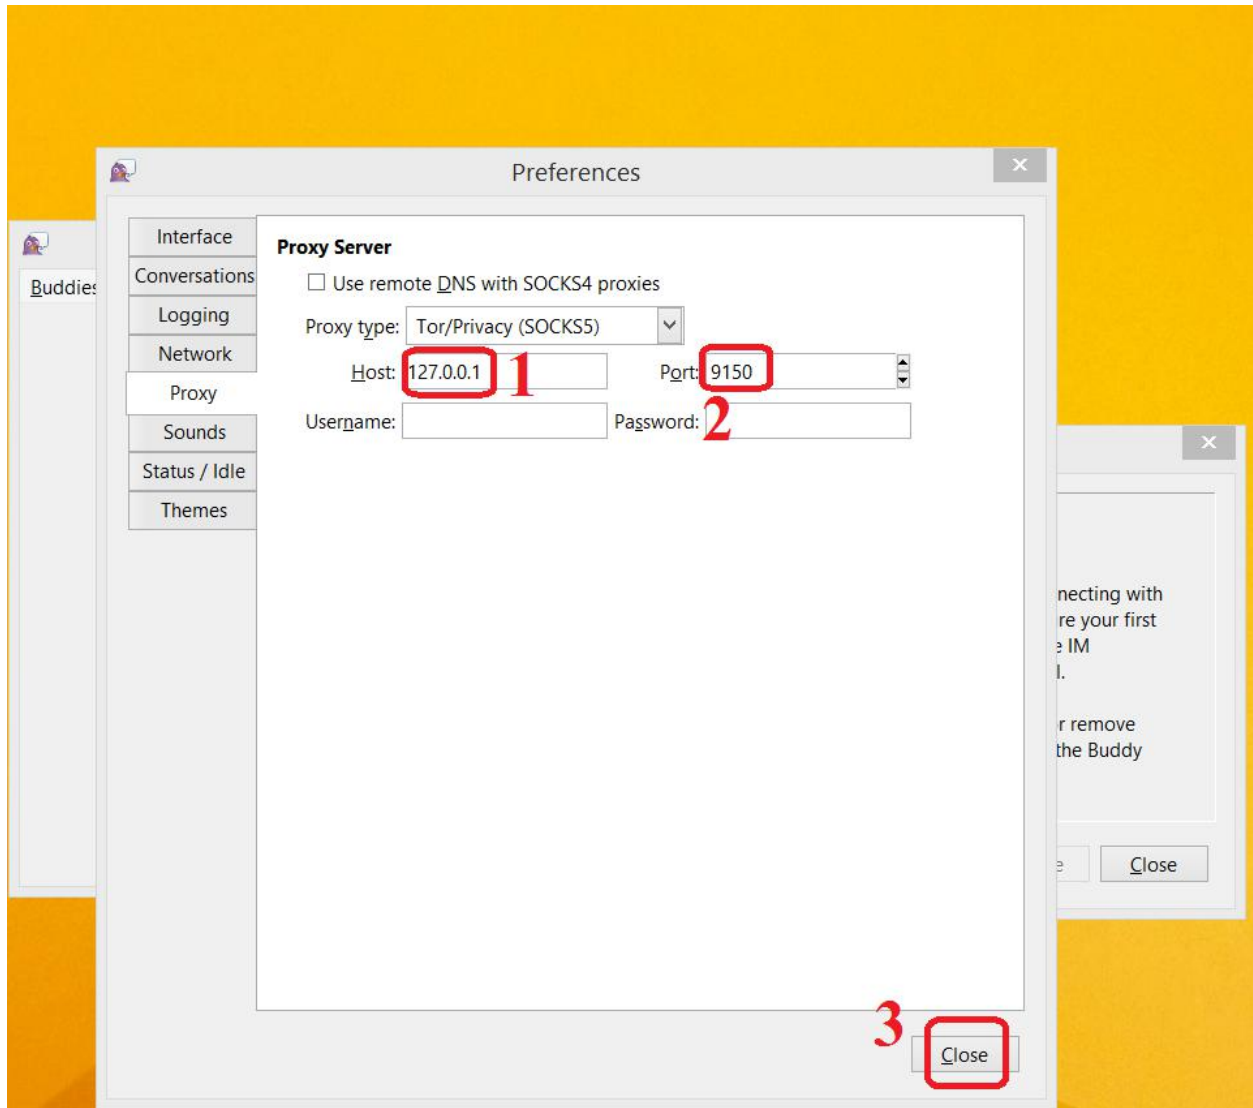 Preferences
Buddies
Interface
Conversations
Logging
Network
Proxy
Sounds
Status / Idle
Themes
Proxy Server
Use remote DNS with SOCKS4 proxies
Proxy type: Tor/Privacy (SOCKS5)
Host: 127.0.0.1 1 Port: 9150
Username: Password: 2
necting with
re your first
e IM
l.
r remove
the Buddy
e Close
3
Close